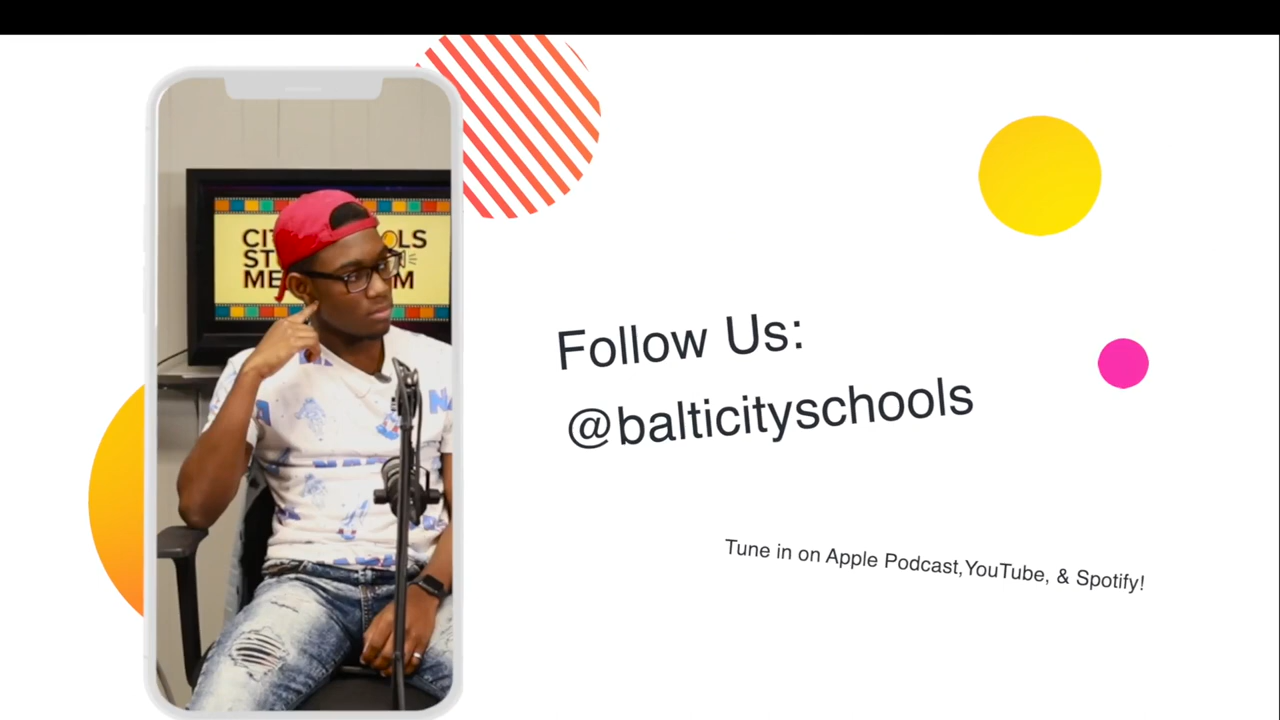 Follow Us:
@balticityschools
Tune in on Apple Podcast,YouTube, & Spotify!